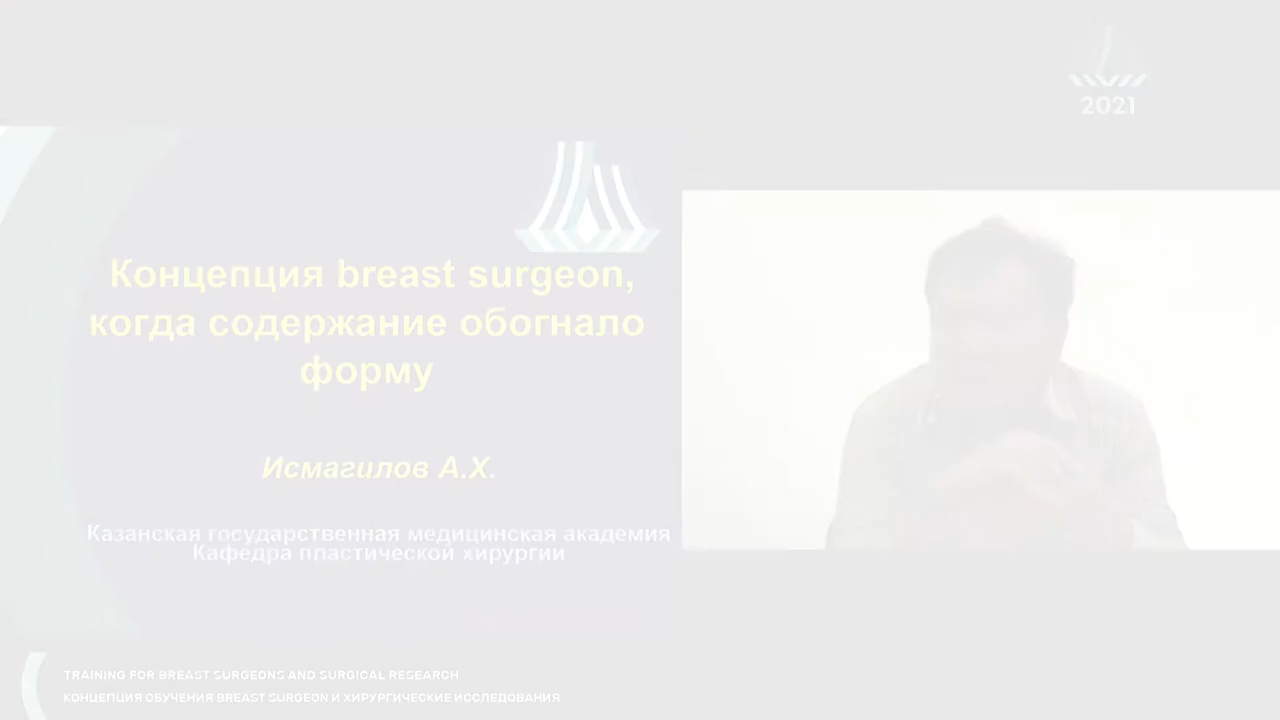 2021
Концепция breast surgeon,
когда содержание обогнало
форму
Исмагилов А.Х.
Казанская государственная медицинская академия
Кафедра пластической хирургии
TRAINING FOR BREAST SURGEONS AND SURGICAL RESEARCH
КОНЦЕПЦИЯ ОБУЧЕНИЯ BREAST SURGEON И ХИРУРГИЧЕСКИЕ ИССЛЕДОВАНИЯ